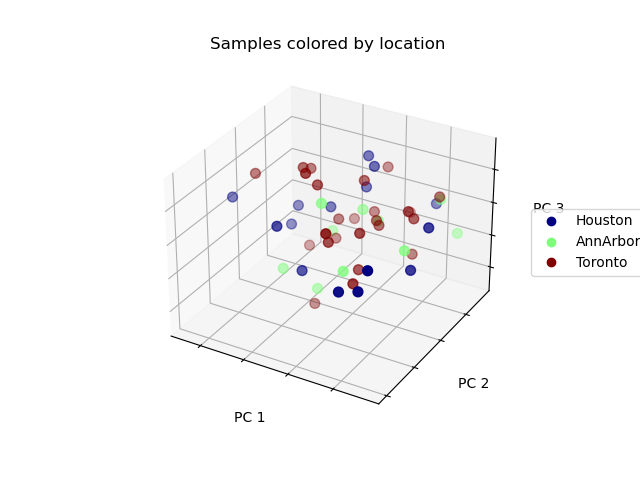 Samples colored by location
PC 3
Houston
AnnArbor
Toronto
PC 2
PC 1